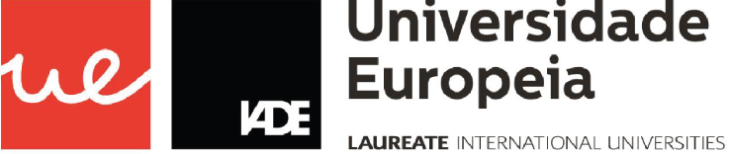 ue
IADE
Universidade
Europeia
LAUREATE INTERNATIONAL UNIVERSITIES